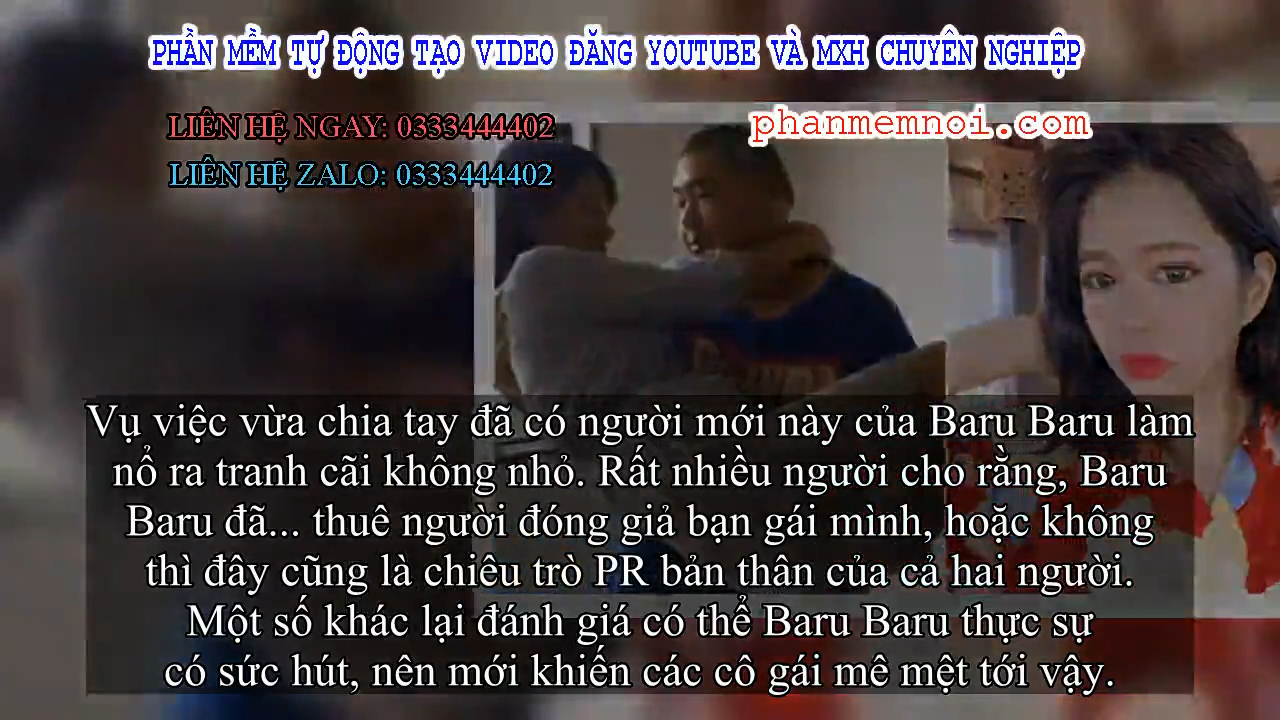 PHẦN MỀM TỰ ĐỘNG TẠO VIDEO ĐĂNG YOUTUBE VÀ MXH CHUYÊN NGHIỆP
LIÊN HỆ NGAY: 0333444402
phanmemnoi.com
LIÊN HỆ ZALO: 0333444402
Vụ việc vừa chia tay đã có người mới này của Baru Baru làm
nổ ra tranh cãi không nhỏ. Rất nhiều người cho rằng, Baru
Baru đã... thuê người đóng giả bạn gái mình, hoặc không
thì đây cũng là chiêu trò PR bản thân của cả hai người.
Một số khác lại đánh giá có thể Baru Baru thực sự
có sức hút, nên mới khiến các cô gái mê mệt tới vậy.